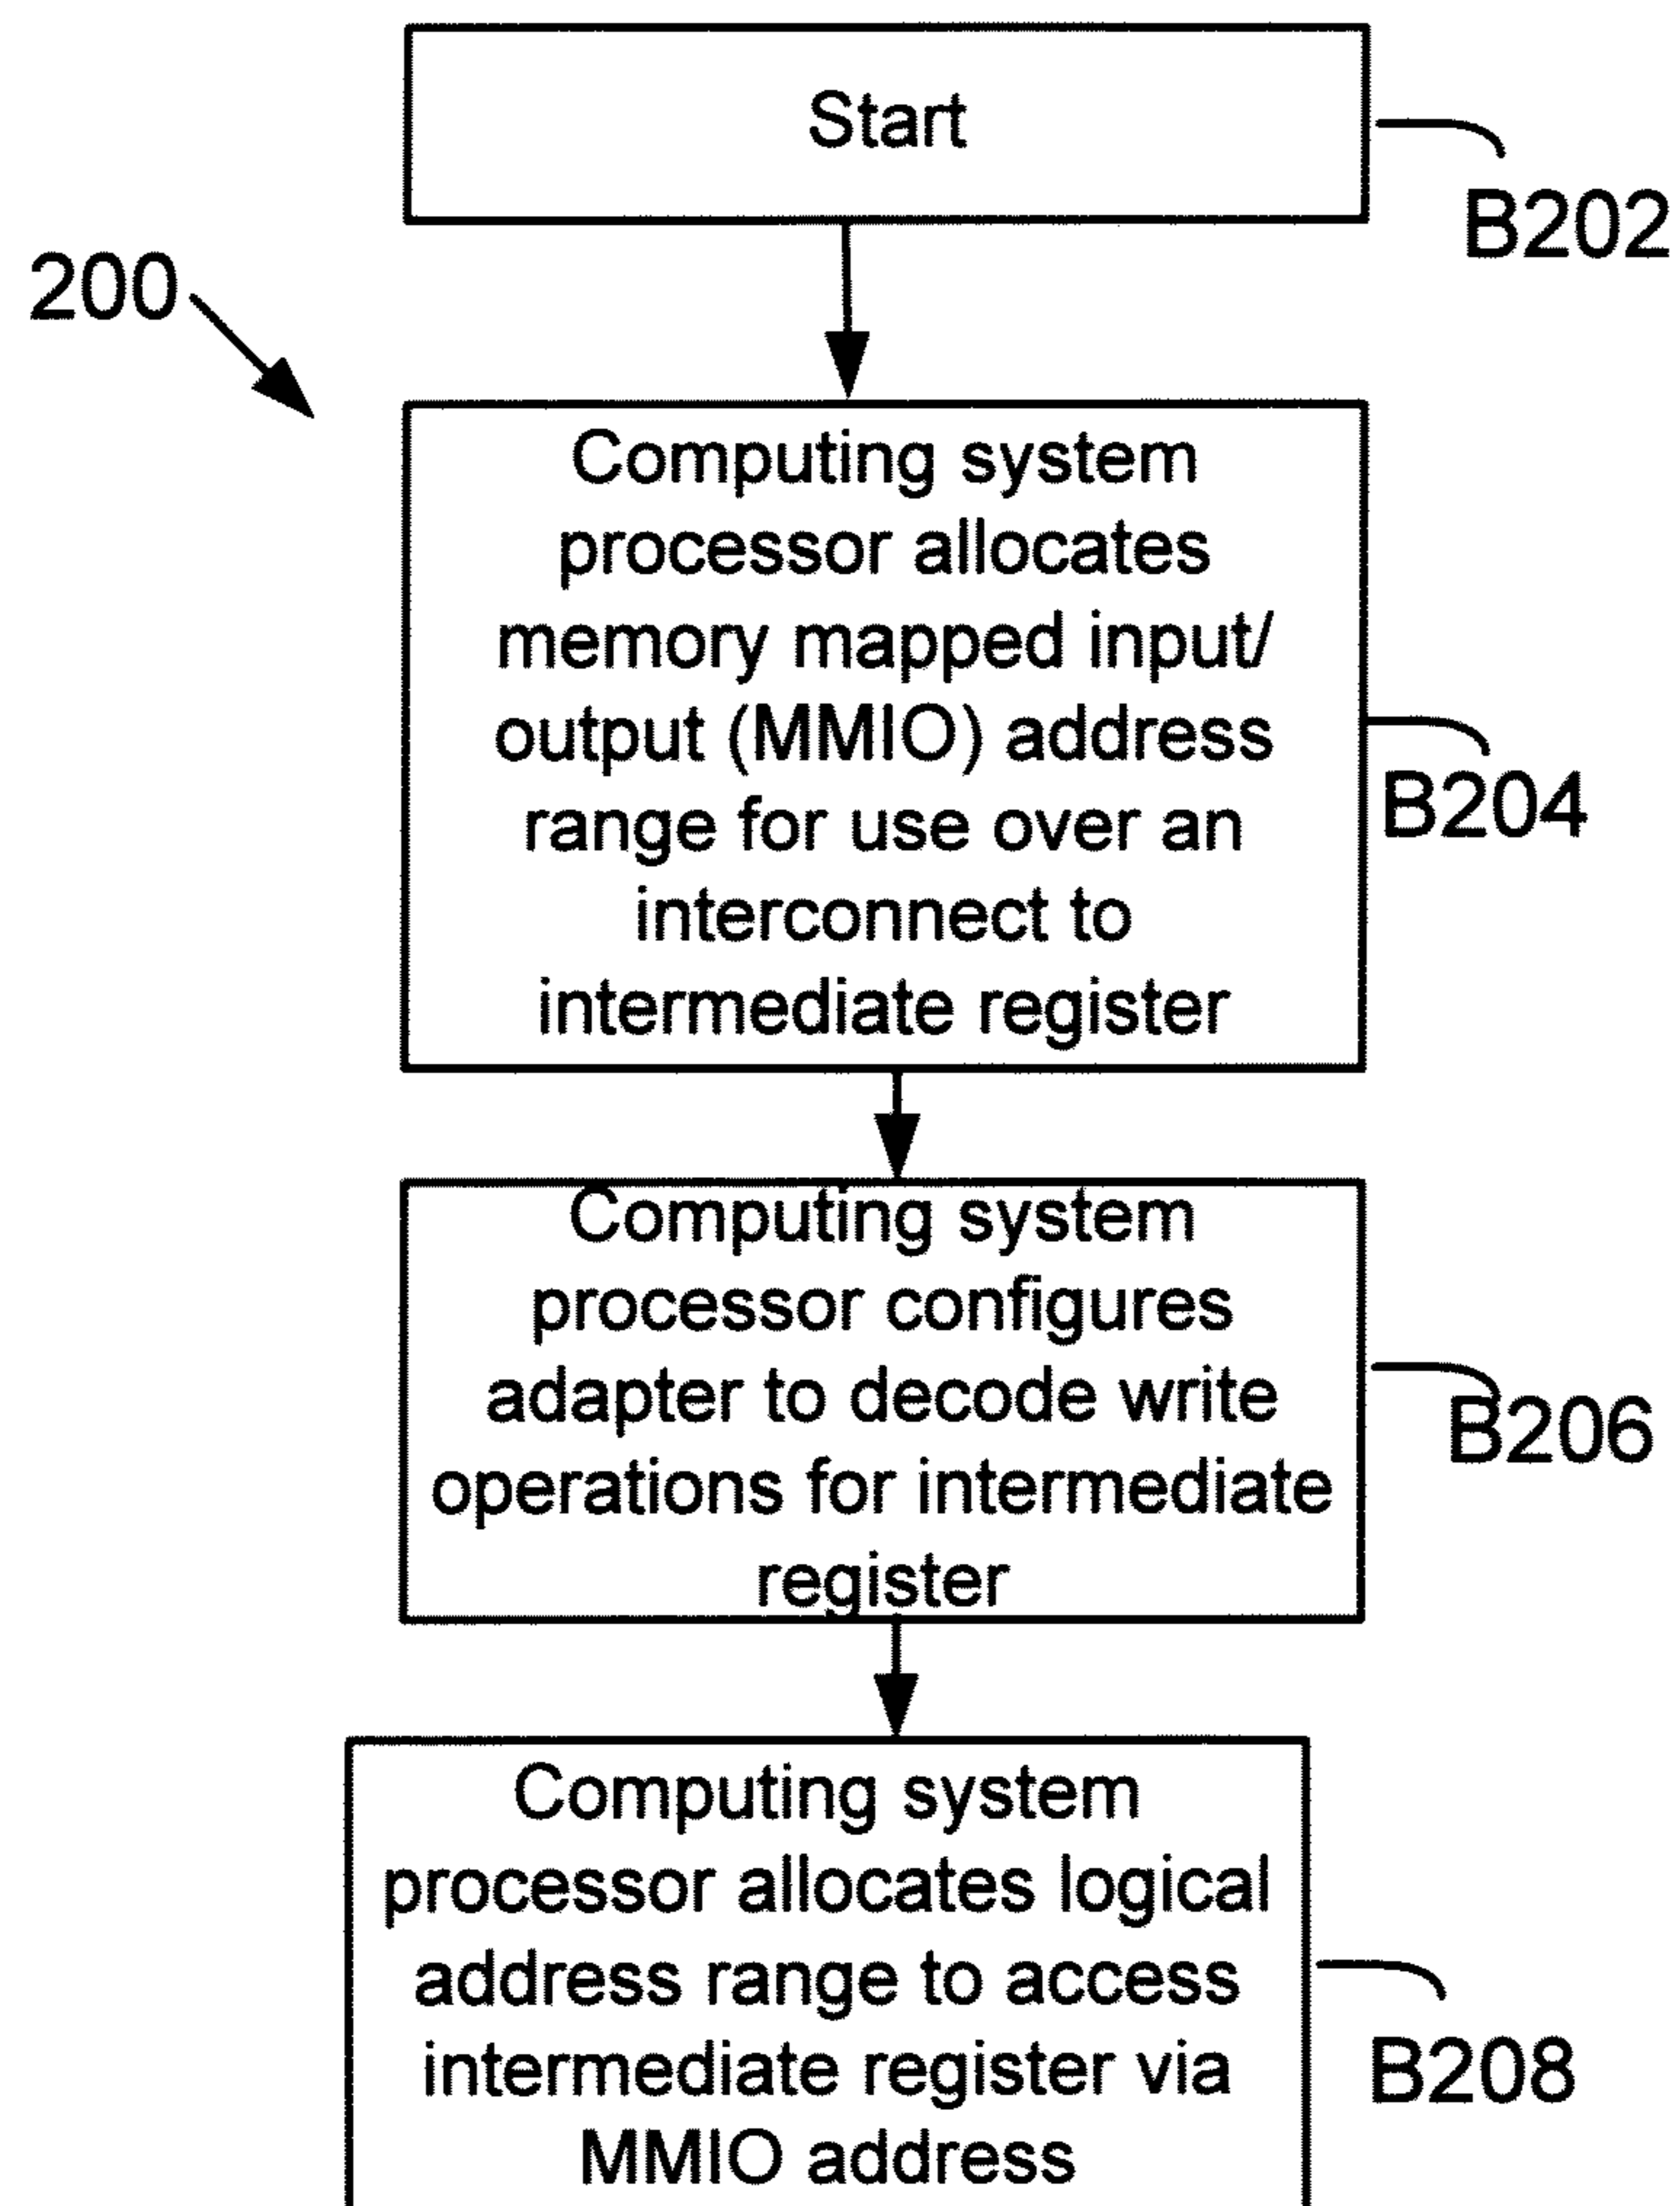 Start
B202
200
Computing system
processor allocates
memory mapped input/
output (MMIO) address
range for use over an
interconnect to
intermediate register
B204
Computing system
processor configures
adapter to decode write
operations for intermediate
register
B206
Computing system
processor allocates logical
address range to access
intermediate register via
MMIO address
B208